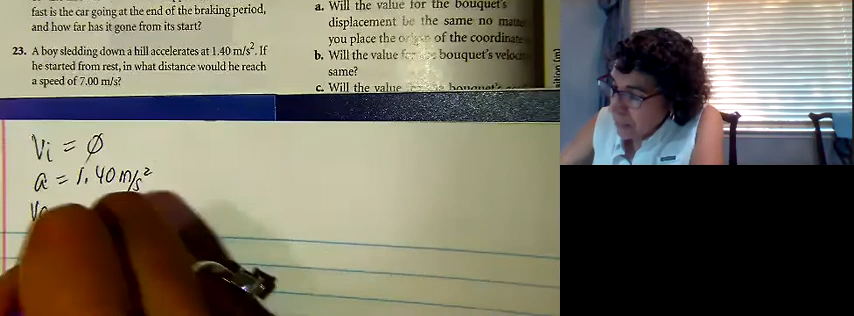 fast is the car going at the end of the braking period,
and how far has it gone from its start?
23. A boy sledding down a hill accelerates at 1.40 m/s². If
he started from rest, in what distance would he reach
a speed of 7.00 m/s?
a. Will the value for the bouquet's
displacement be the same no matter
you place the origin of the coordinate
b. Will the value for the bouquet's velocity
same?
c. Will the value bouquet's
Vi = ∅
a = 1.40 m/s²